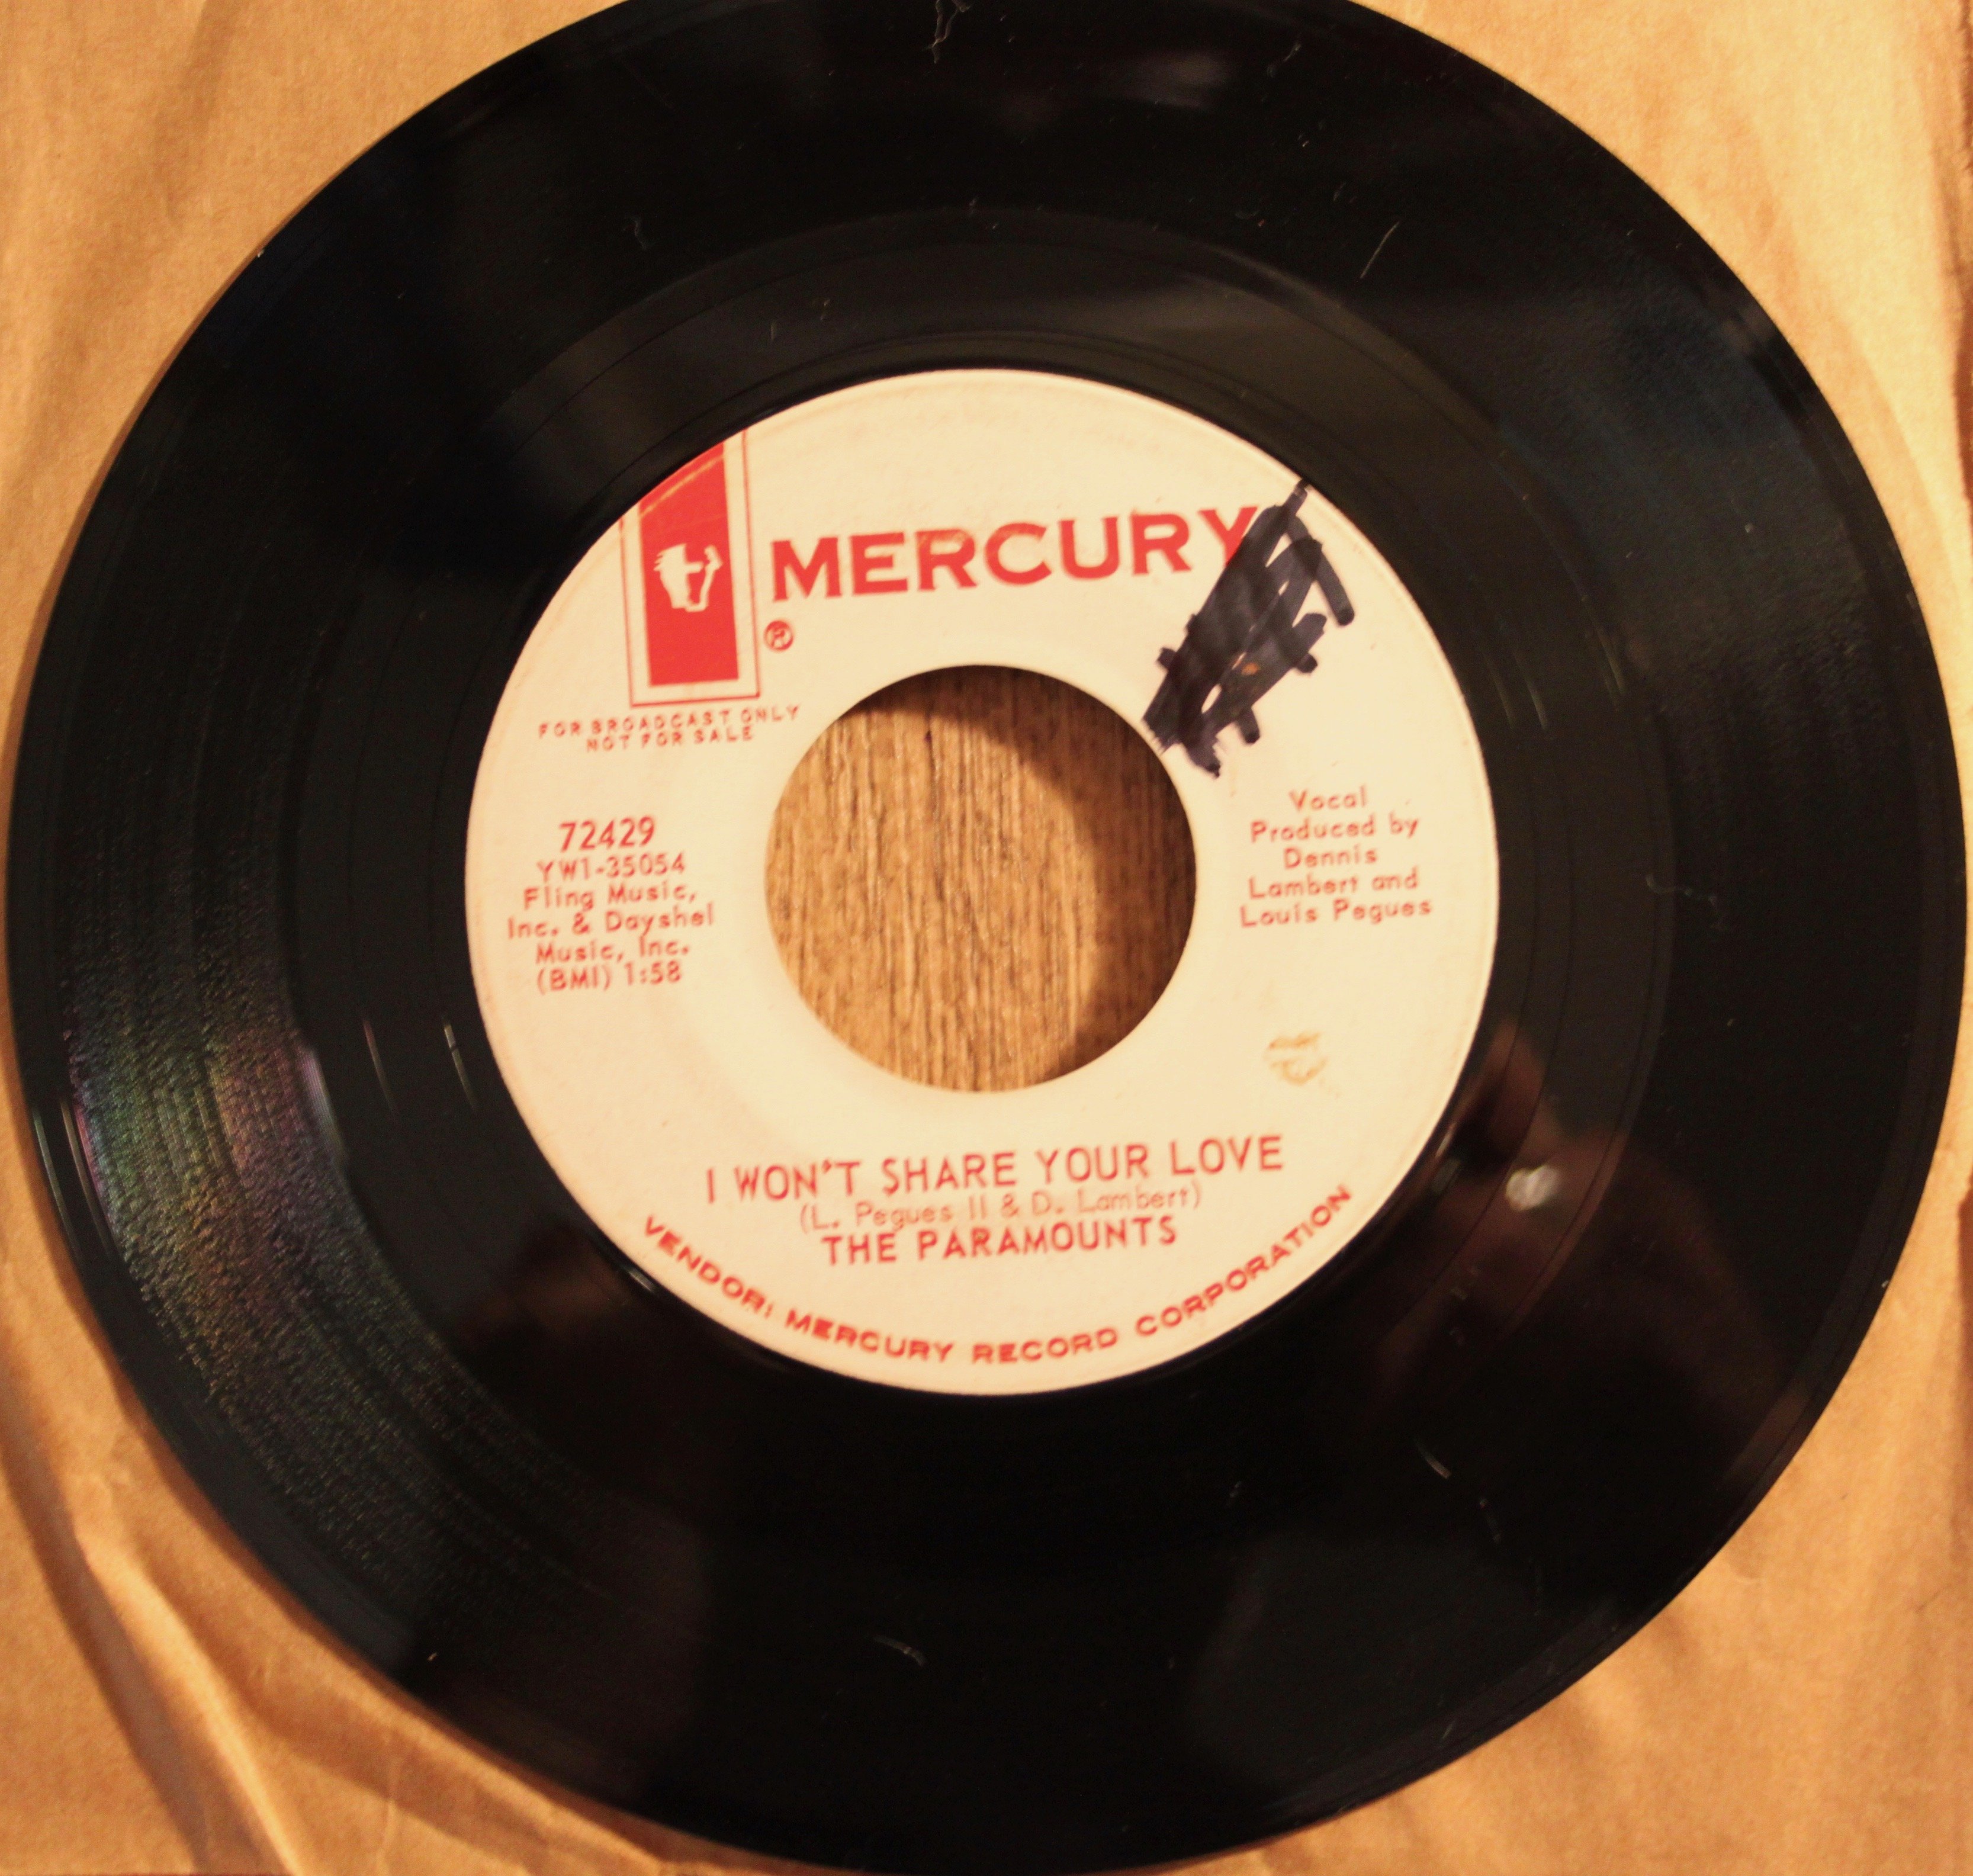 MERCURY
®
FOR BROADCAST ONLY
NOT FOR SALE
72429
YW1-35054
Fling Music,
Inc. & Dayshel
Music, Inc.
(BMI) 1:58
Vocal
Produced by
Dennis
Lambert and
Louis Pegues
I WON'T SHARE YOUR LOVE
(L. Pegues II & D. Lambert)
THE PARAMOUNTS
VENDOR: MERCURY RECORD CORPORATION